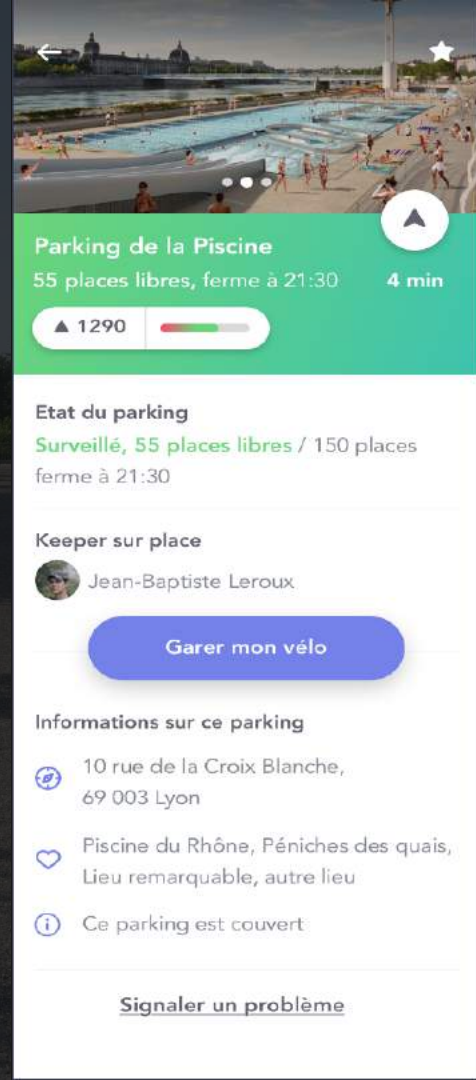 Parking de la Piscine
55 places libres, ferme à 21:30 4 min
▲ 1290
Etat du parking
Surveillé, 55 places libres / 150 places
ferme à 21:30
Keeper sur place
Jean-Baptiste Leroux
Garer mon vélo
Informations sur ce parking
10 rue de la Croix Blanche,
69 003 Lyon
Piscine du Rhône, Péniches des quais,
Lieu remarquable, autre lieu
Ce parking est couvert
Signaler un problème